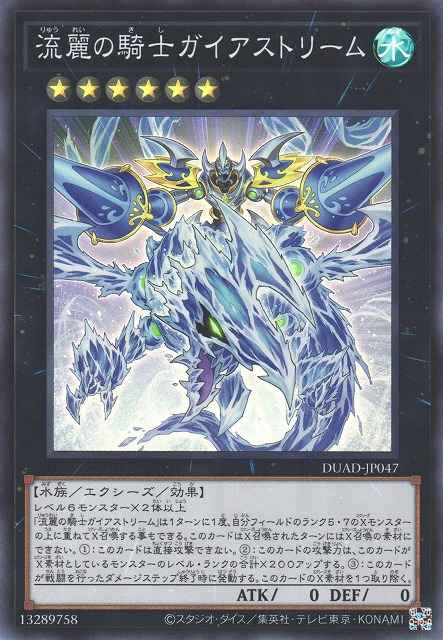 流麗の騎士ガイアストリーム
水
DUAD-JP047
【水族／エクシーズ／効果】
レベル６モンスター×２体以上
「流麗の騎士ガイアストリーム」は１ターンに１度、自分フィールドのランク５・７のＸモンスター
の上に重ねてＸ召喚する事もできる。このカードはＸ召喚されたターンにはＸ召喚の素材に
できない。①：このカードは直接攻撃できない。②：このカードの攻撃力は、このカードが
Ｘ素材としているモンスターのレベル・ランクの合計×２００アップする。③：このカード
が戦闘を行ったダメージステップ終了時に発動する。このカードのＸ素材を１つ取り除く。
ATK／ 0 DEF／ 0
13289758
©スタジオ・ダイス／集英社・テレビ東京・KONAMI